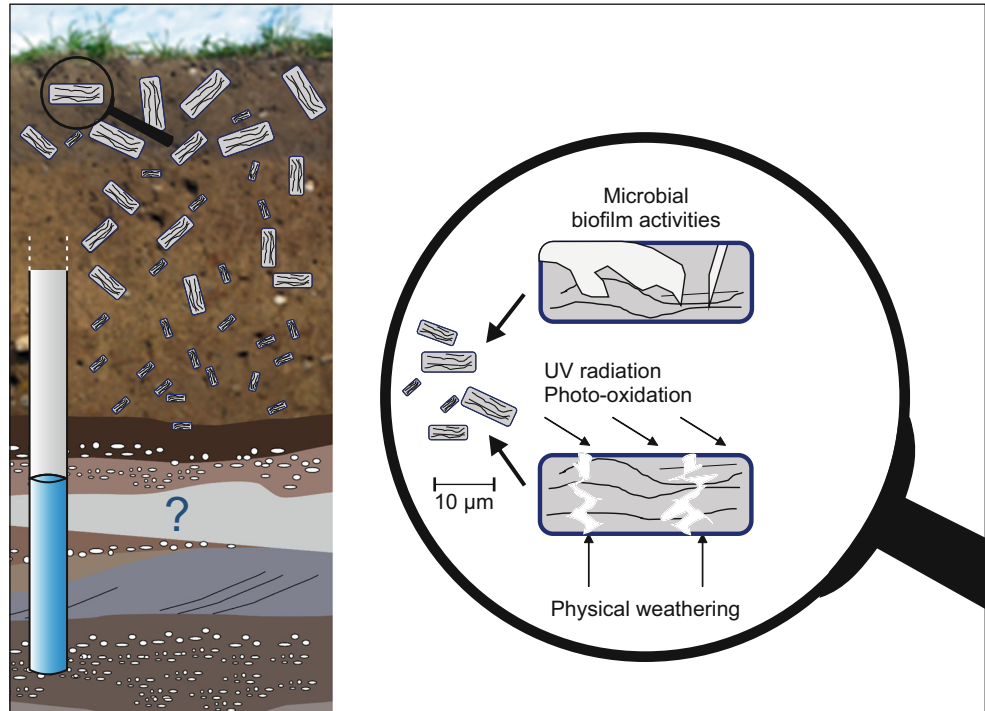 Microbial
biofilm activities
UV radiation
Photo-oxidation
10 µm
?
Physical weathering